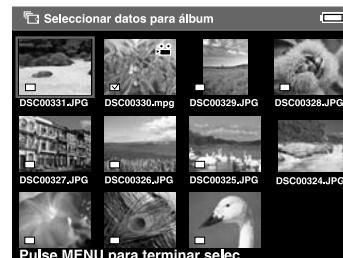 Seleccionar datos para álbum
DSC00331.JPG DSC00330.mpg DSC00329.JPG DSC00328.JPG
DSC00327.JPG DSC00326.JPG DSC00325.JPG DSC00324.JPG
Pulse MENU para terminar selec